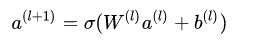 a^{(l+1)} = σ(W^{(l)}a^{(l)} + b^{(l)})